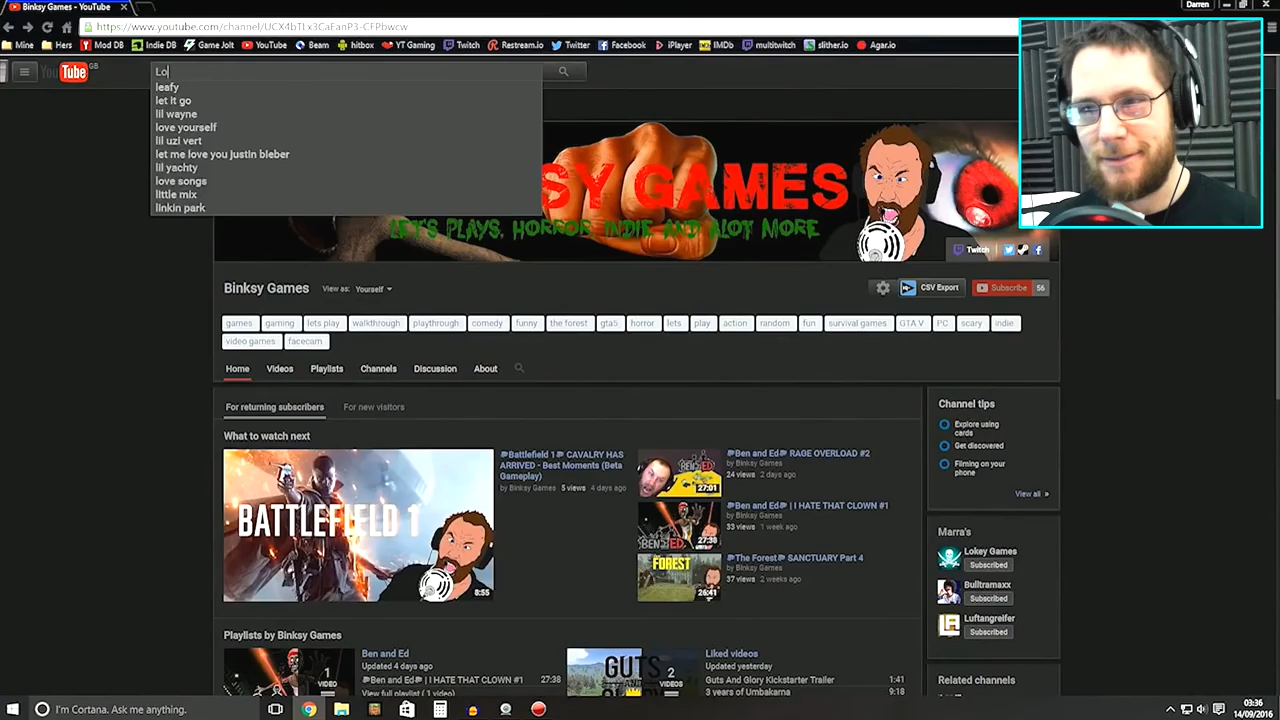 Binksy Games - YouTube
Darren
https://www.youtube.com/channel/UCX4bTLx3CaFanP3-CFPbwcw
Mine
Hers
Mod DB
Indie DB
Game Jolt
YouTube
Beam
hitbox
YT Gaming
Twitch
Restream.io
Twitter
Facebook
iPlayer
IMDb
multitwitch
slither.io
Agar.io
YouTube GB
Lo
leafy
let it go
lil wayne
love yourself
lil uzi vert
let me love you justin bieber
lil yachty
love songs
little mix
linkin park
SY GAMES
LET'S PLAYS, HORROR INDIE AND ALOT MORE
Twitch
Binksy Games
View as: Yourself
CSV Export
Subscribe 56
games
gaming
lets play
walkthrough
playthrough
comedy
funny
the forest
gta5
horror
lets
play
action
random
fun
survival games
GTA V
PC
scary
indie
video games
facecam
Home
Videos
Playlists
Channels
Discussion
About
For returning subscribers
For new visitors
What to watch next
BATTLEFIELD 1
8:55
Battlefield 1 CAVALRY HAS
ARRIVED - Best Moments (Beta
Gameplay)
by Binksy Games 5 views 4 days ago
BEN AND ED
27:01
Ben and Ed RAGE OVERLOAD #2
by Binksy Games
24 views 2 days ago
BEN AND ED
27:38
Ben and Ed | I HATE THAT CLOWN #1
by Binksy Games
33 views 1 week ago
FOREST
26:41
The Forest SANCTUARY Part 4
by Binksy Games
37 views 2 weeks ago
Channel tips
Explore using
cards
Get discovered
Filming on your
phone
View all »
Marra's
Lokey Games
Subscribed
Bulltramaxx
Subscribed
Luftangreifer
Subscribed
Related channels
Playlists by Binksy Games
1
VIDEO
Ben and Ed
Updated 4 days ago
Ben and Ed | I HATE THAT CLOWN #1 27:38
View full playlist (1 video)
GUTS
2
VIDEOS
Liked videos
Updated yesterday
Guts And Glory Kickstarter Trailer 1:41
3 years of Umbakarna 9:18
I'm Cortana. Ask me anything.
03:36
14/09/2016